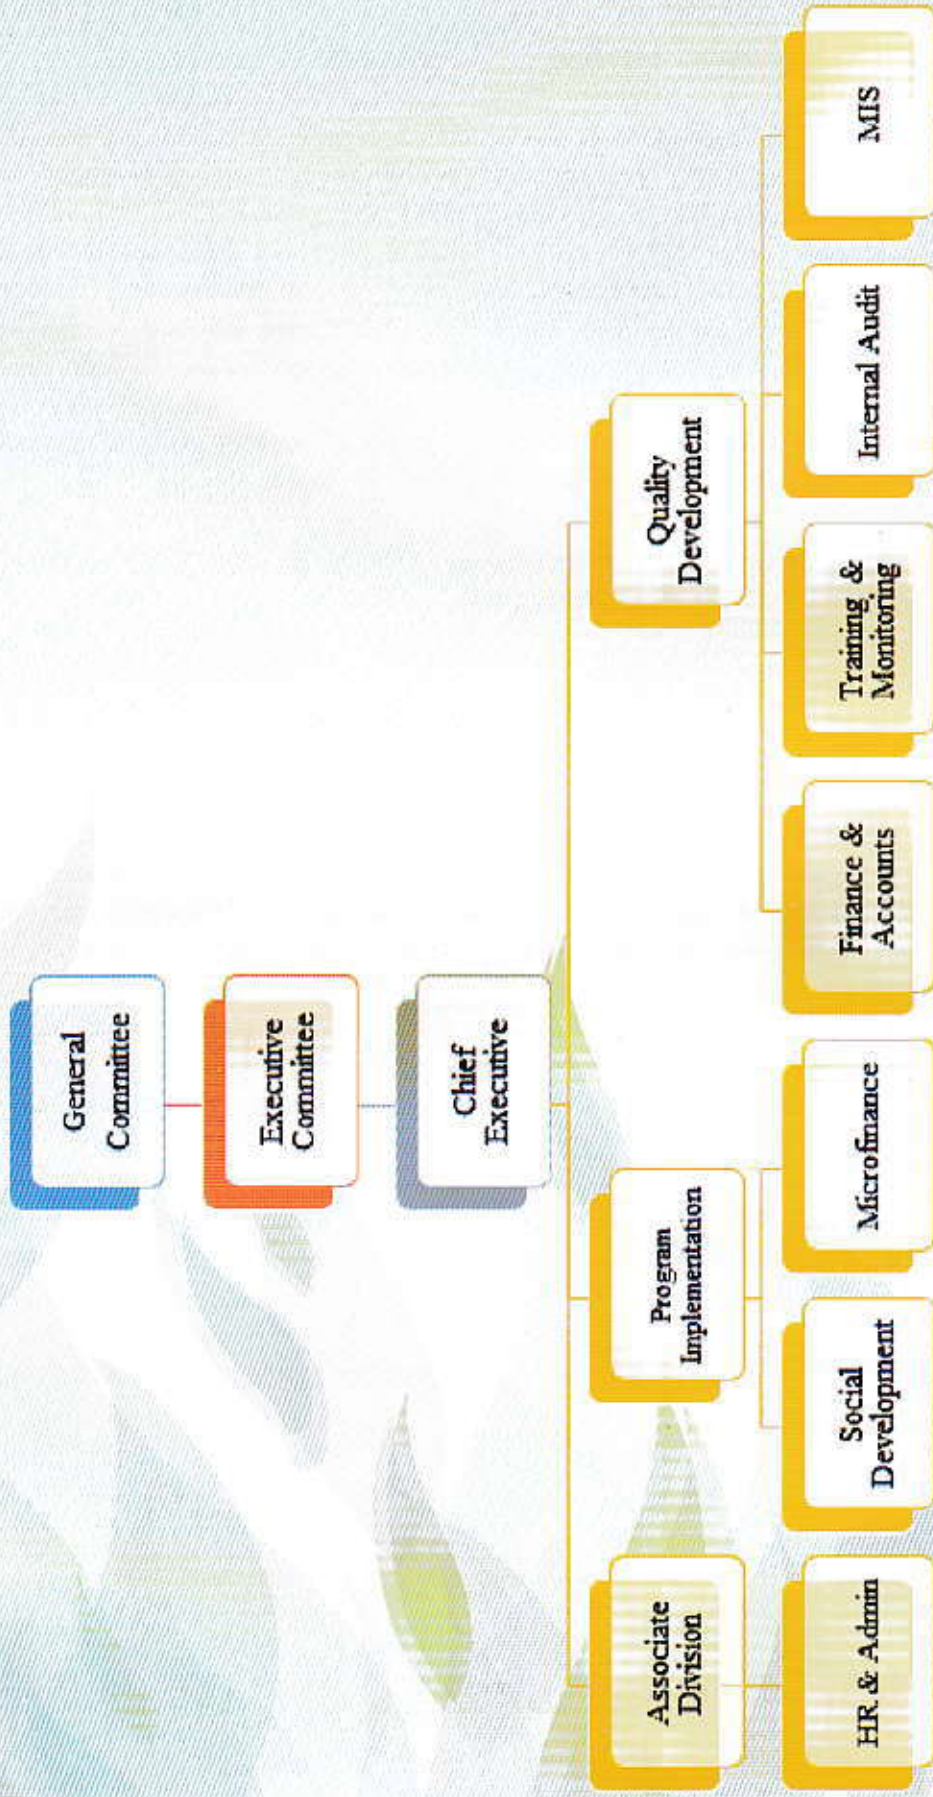 General
Committee
Executive
Committee
Chief
Executive
Associate
Division
Program
Implementation
Quality
Development
HR & Admin
Social
Development
Microfinance
Finance &
Accounts
Training &
Monitoring
Internal Audit
MIS